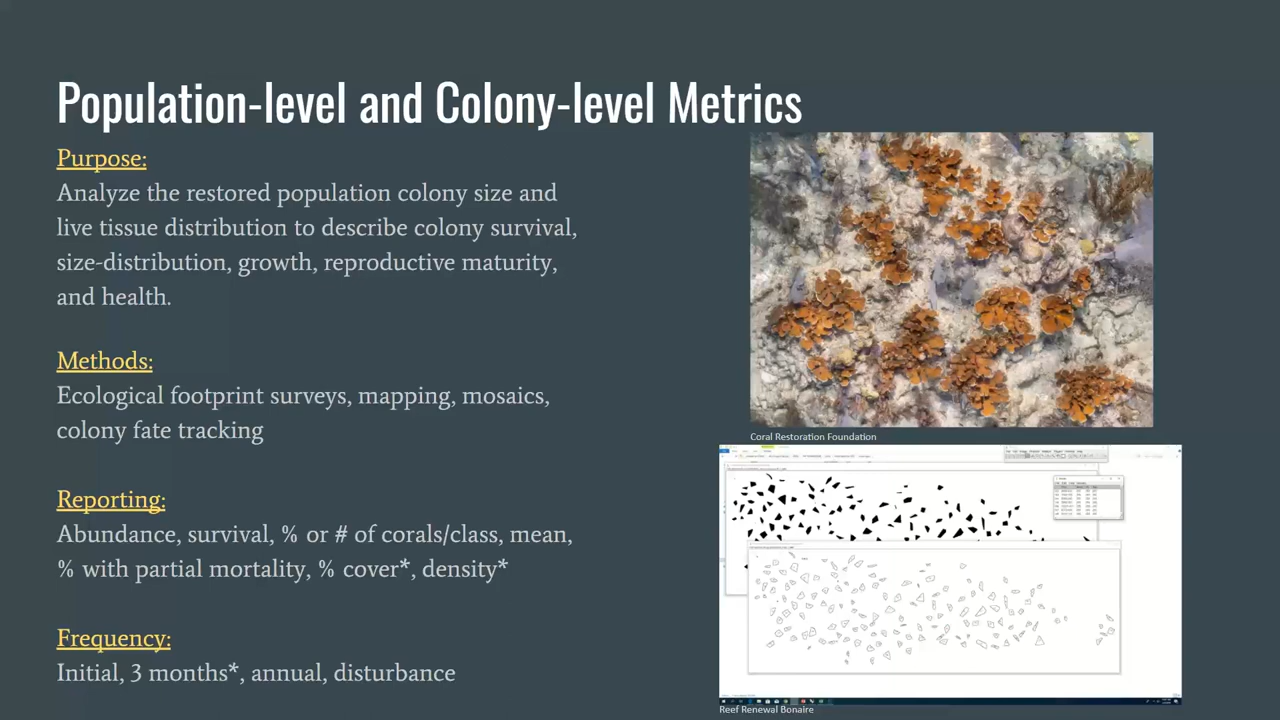 Population-level and Colony-level Metrics
Purpose:
Analyze the restored population colony size and
live tissue distribution to describe colony survival,
size-distribution, growth, reproductive maturity,
and health.
Methods:
Ecological footprint surveys, mapping, mosaics,
colony fate tracking
Reporting:
Abundance, survival, % or # of corals/class, mean,
% with partial mortality, % cover*, density*
Frequency:
Initial, 3 months*, annual, disturbance
Coral Restoration Foundation
Reef Renewal Bonaire